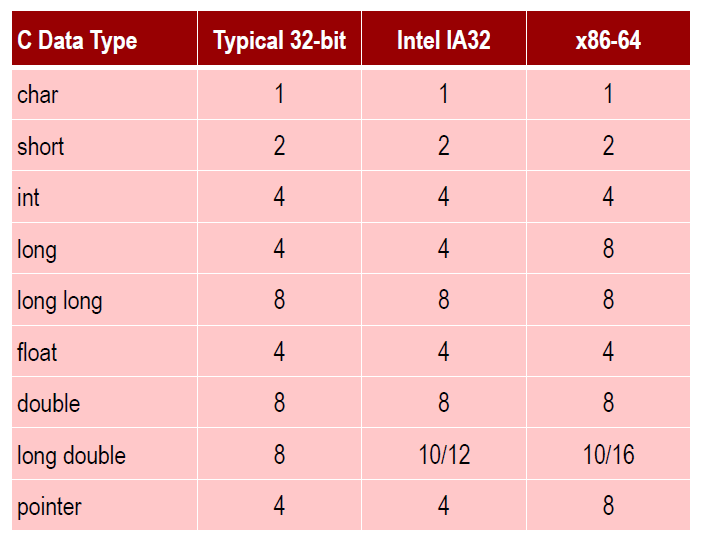 C Data Type Typical 32-bit Intel IA32 x86-64
char 1 1 1
short 2 2 2
int 4 4 4
long 4 4 8
long long 8 8 8
float 4 4 4
double 8 8 8
long double 8 10/12 10/16
pointer 4 4 8